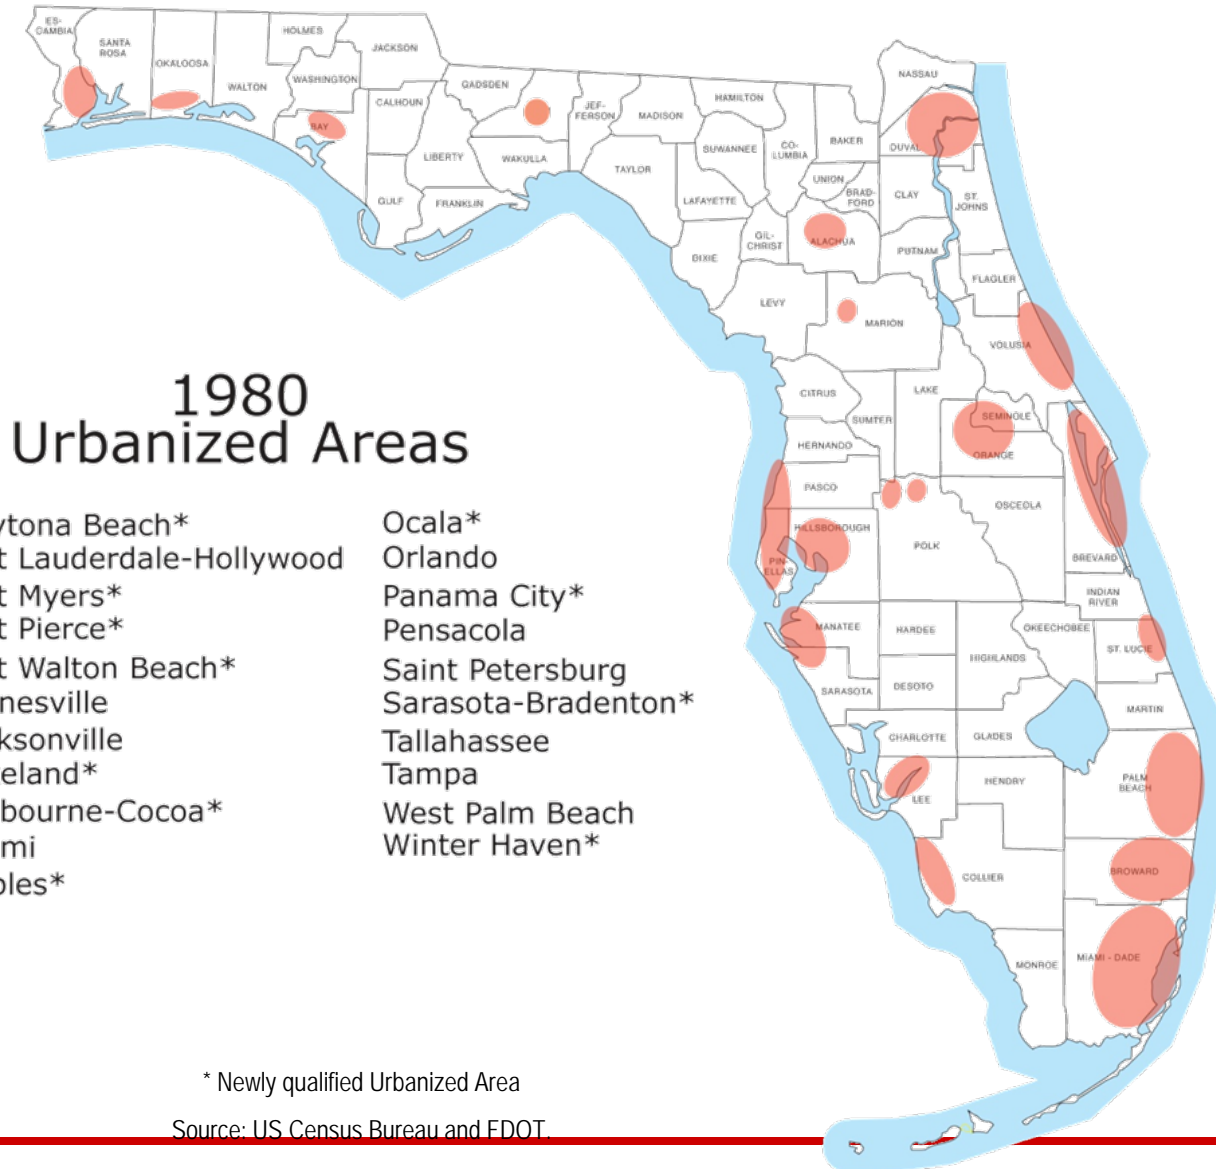 ES-
CAMBIA
SANTA
ROSA
OKALOOSA
WALTON
HOLMES
WASHINGTON
JACKSON
BAY
CALHOUN
GULF
GADSDEN
LIBERTY
FRANKLIN
WAKULLA
JEF-
FERSON
MADISON
TAYLOR
HAMILTON
SUWANNEE
LAFAYETTE
DIXIE
CO-
LUMBIA
GIL-
CHRIST
BAKER
UNION
BRAD-
FORD
ALACHUA
LEVY
NASSAU
DUVAL
CLAY
ST.
JOHNS
PUTNAM
FLAGLER
MARION
VOLUSIA
CITRUS
SUMTER
LAKE
SEMINOLE
ORANGE
HERNANDO
PASCO
HILLSBOROUGH
PIN-
ELLAS
POLK
OSCEOLA
BREVARD
INDIAN
RIVER
MANATEE
HARDEE
HIGHLANDS
OKEECHOBEE
ST. LUCIE
SARASOTA
DESOTO
MARTIN
CHARLOTTE
GLADES
LEE
HENDRY
PALM
BEACH
COLLIER
BROWARD
MONROE
MIAMI - DADE
1980
Urbanized Areas
ytona Beach*
t Lauderdale-Hollywood
t Myers*
t Pierce*
t Walton Beach*
nesville
ksonville
eland*
bourne-Cocoa*
mi
ples*
Ocala*
Orlando
Panama City*
Pensacola
Saint Petersburg
Sarasota-Bradenton*
Tallahassee
Tampa
West Palm Beach
Winter Haven*
* Newly qualified Urbanized Area
Source: US Census Bureau and FDOT.